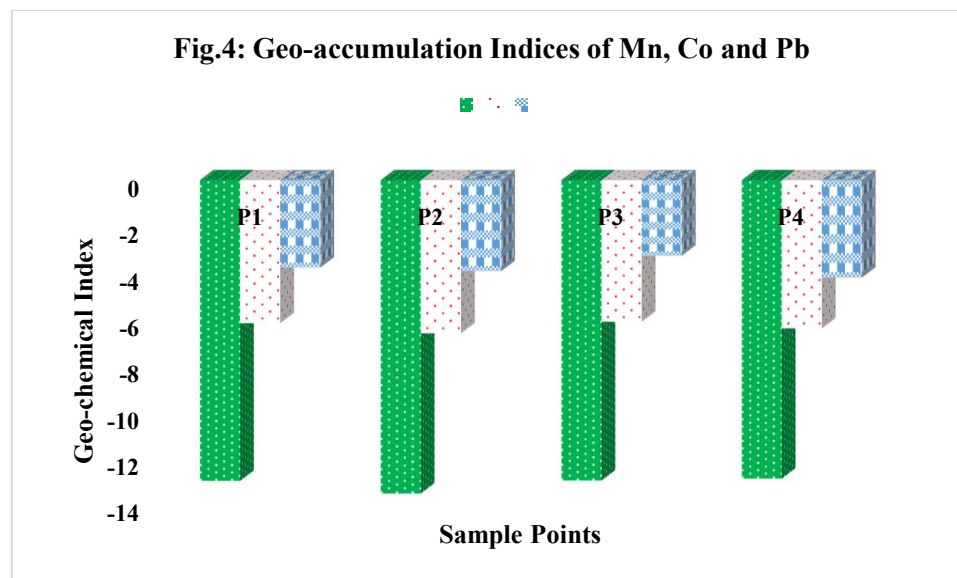 Fig.4: Geo-accumulation Indices of Mn, Co and Pb
0
-2
-4
-6
-8
-10
-12
-14
P1 P2 P3 P4
Geo-chemical Index
Sample Points